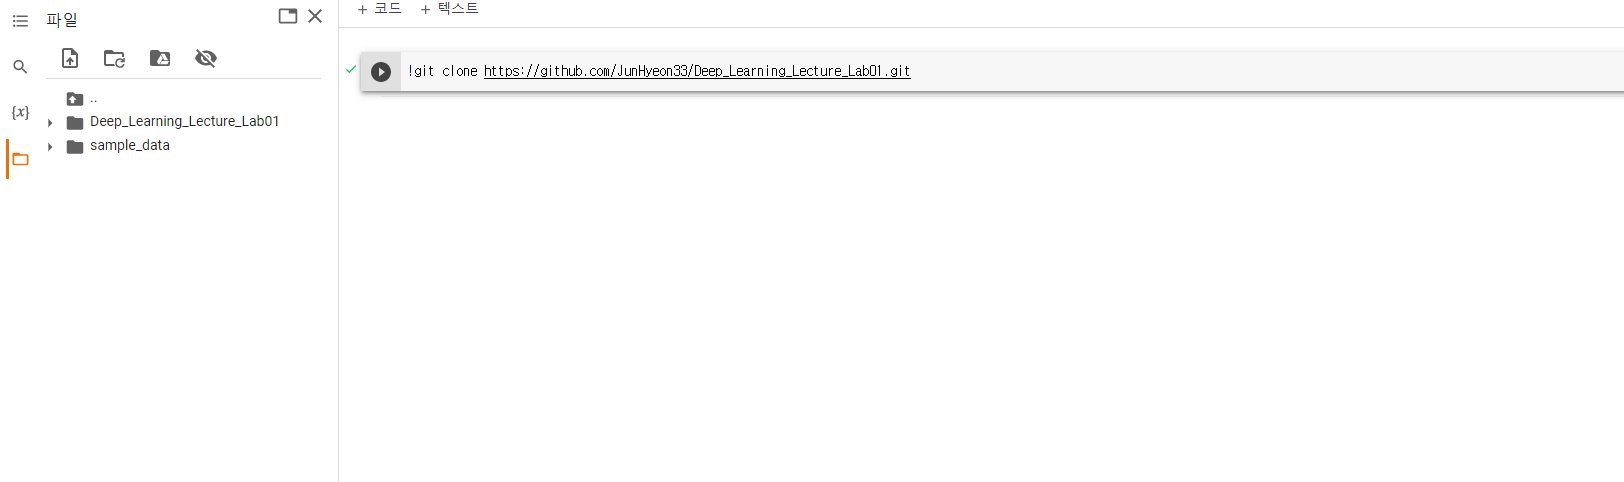 파일
+ 코드 + 텍스트
{x}
!git clone https://github.com/JunHyeon33/Deep_Learning_Lecture_Lab01.git
..
Deep_Learning_Lecture_Lab01
sample_data